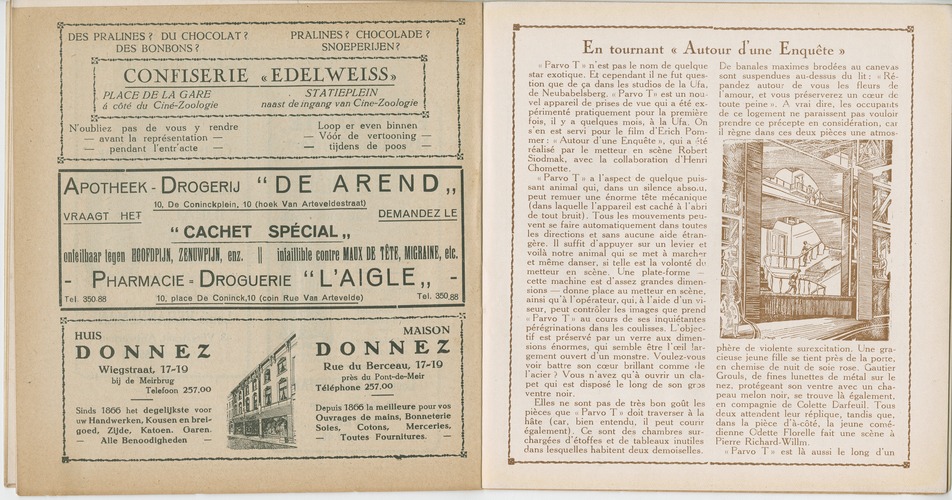 DES PRALINES? DU CHOCOLAT?
DES BONBONS?
PRALINES? CHOCOLADE?
SNOEPERIJEN?
CONFISERIE «EDELWEISS»
PLACE DE LA GARE
à côté du Ciné-Zoologie
STATIEPLEIN
naast de ingang van Cine-Zoologie
N'oubliez pas de vous y rendre
— avant la représentation —
— pendant l'entr'acte —
Loop er even binnen
— Vóór de vertooning —
— tijdens de poos —
APOTHEEK - DROGERIJ "DE AREND„
10, De Coninckplein, 10 (hoek Van Arteveldestraat)
VRAAGT HET
DEMANDEZ LE
"CACHET SPÉCIAL„
onfeilbaar tegen HOOFDPIJN, ZENUWPIJN, enz. || infaillible contre MAUX DE TÊTE, MIGRAINE, etc.
- PHARMACIE - DROGUERIE "L'AIGLE„ -
Tel. 350.88
10, place De Coninck, 10 (coin Rue Van Artevelde)
Tel. 350.88
HUIS
DONNEZ
Wiegstraat, 17-19
bij de Meirbrug
Telefoon 257.00
Sinds 1866 het degelijkste voor
uw Handwerken, Kousen en brei-
goed, Zijde, Katoen, Garen.
— Alle Benoodigheden —
MAISON
DONNEZ
Rue du Berceau, 17-19
près du Pont-de-Meir
Téléphone 257.00
Depuis 1866 la meilleure pour vos
Ouvrages de mains, Bonneterie
Soies, Cotons, Merceries.
— Toutes Fournitures. —
En tournant « Autour d'une Enquête »
« Parvo T » n'est pas le nom de quelque
star exotique. Et cependant il ne fut ques-
tion que de ça dans les studios de la Ufa,
de Neubabelsberg. « Parvo T » est un nou-
vel appareil de prises de vue qui a été ex-
périmenté pratiquement pour la première
fois, il y a quelques mois, à la Ufa. On
s'en est servi pour le film d'Erich Pom-
mer : « Autour d'une Enquête », qui a été
réalisé par le metteur en scène Robert
Siodmak, avec la collaboration d'Henri
Chomette.
« Parvo T » a l'aspect de quelque puis-
sant animal qui, dans un silence absolu,
peut remuer une énorme tête mécanique
(dans laquelle l'appareil est caché à l'abri
de tout bruit). Tous les mouvements peu-
vent se faire automatiquement dans toutes
les directions et sans aucune aide étran-
gère. Il suffit d'appuyer sur un levier et
voilà notre animal qui se met à marcher
et même danser, si telle est la volonté du
metteur en scène. Une plate-forme —
cette machine est d'assez grandes dimen-
sions — donne place au metteur en scène,
ainsi qu'à l'opérateur, qui, à l'aide d'un vi-
seur, peut contrôler les images que prend
« Parvo T » au cours de ses inquiétantes
pérégrinations dans les coulisses. L'objec-
tif est préservé par un verre aux dimen-
sions énormes, qui semble être l'œil lar-
gement ouvert d'un monstre. Voulez-vous
voir battre son cœur brillant comme de
l'acier ? Vous n'avez qu'à ouvrir un cla-
pet qui est disposé le long de son gros
ventre noir.
Elles ne sont pas de très bon goût les
pièces que « Parvo T » doit traverser à la
hâte (car, bien entendu, il peut courir
également). Ce sont des chambres sur-
chargées d'étoffes et de tableaux inutiles
dans lesquelles habitent deux demoiselles.
De banales maximes brodées au canevas
sont suspendues au-dessus du lit : « Ré-
pandez autour de vous les fleurs de
l'amour, et vous préserverez un cœur de
toute peine ». A vrai dire, les occupants
de ce logement ne paraissent pas vouloir
prendre ce précepte en considération, car
il règne dans ces deux pièces une atmos-
phère de violente surexcitation. Une gra-
cieuse jeune fille se tient près de la porte,
en chemise de nuit de soie rose. Gautier
Grouls, de fines lunettes de métal sur le
nez, protégeant son ventre avec un cha-
peau melon noir, se trouve là également,
en compagnie de Colette Darfeuil. Tous
deux attendent leur réplique, tandis que,
dans la pièce d'à-côté, la jeune comé-
dienne Odette Florelle fait une scène à
Pierre Richard-Willm.
« Parvo T » est là aussi le long d'un